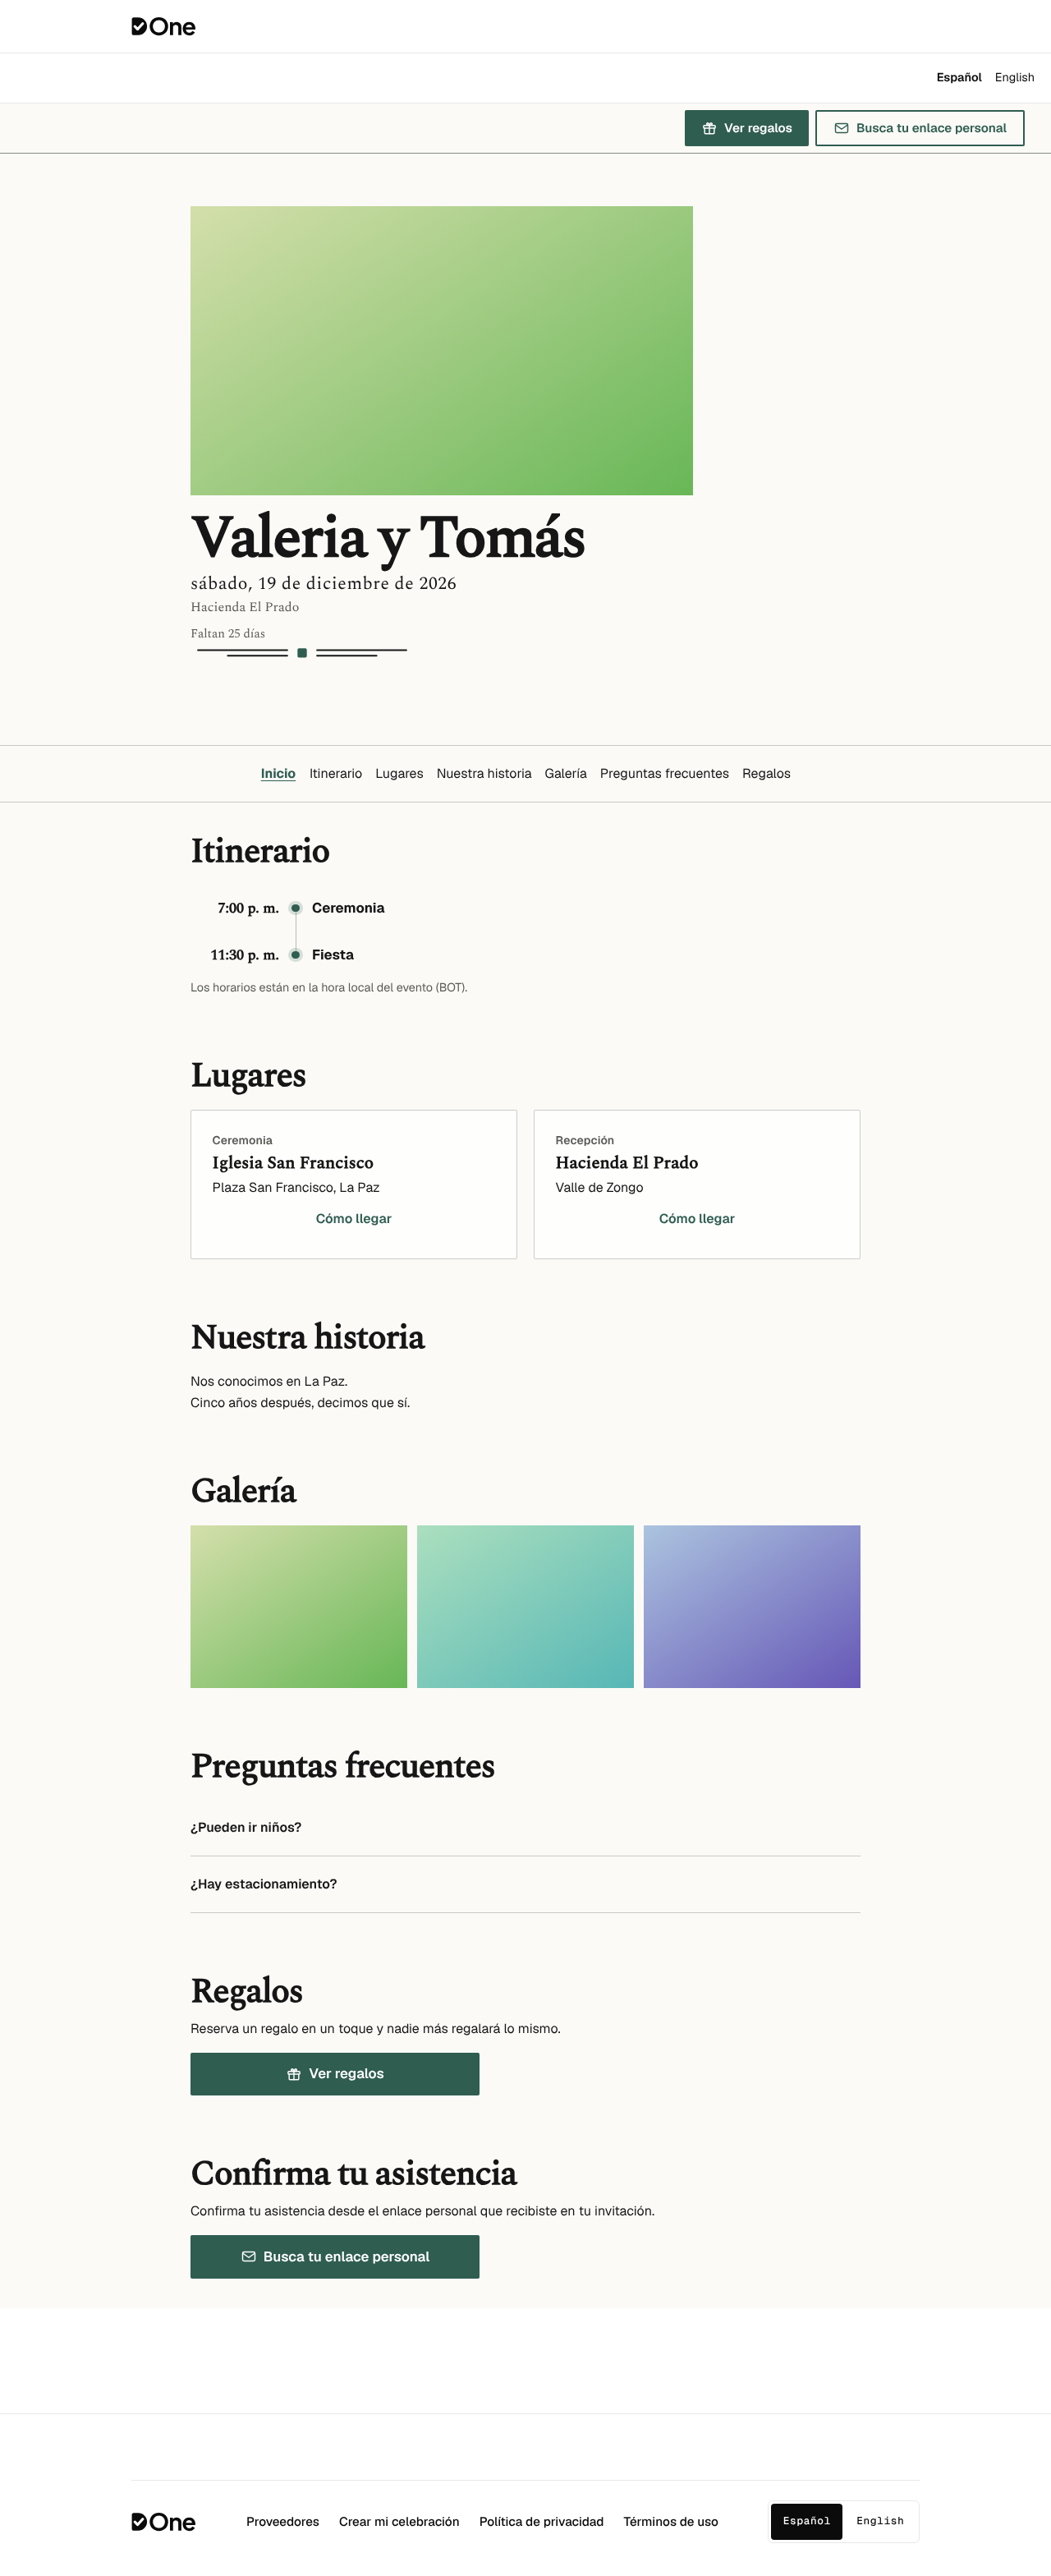 One
Español English
Ver regalos Busca tu enlace personal
Valeria y Tomás
sábado, 19 de diciembre de 2026
Hacienda El Prado
Faltan 25 días
Inicio Itinerario Lugares Nuestra historia Galería Preguntas frecuentes Regalos
Itinerario
7:00 p. m. Ceremonia
11:30 p. m. Fiesta
Los horarios están en la hora local del evento (BOT).
Lugares
Ceremonia
Iglesia San Francisco
Plaza San Francisco, La Paz
Cómo llegar
Recepción
Hacienda El Prado
Valle de Zongo
Cómo llegar
Nuestra historia
Nos conocimos en La Paz.
Cinco años después, decimos que sí.
Galería
Preguntas frecuentes
¿Pueden ir niños?
¿Hay estacionamiento?
Regalos
Reserva un regalo en un toque y nadie más regalará lo mismo.
Ver regalos
Confirma tu asistencia
Confirma tu asistencia desde el enlace personal que recibiste en tu invitación.
Busca tu enlace personal
One
Proveedores Crear mi celebración Política de privacidad Términos de uso Español English